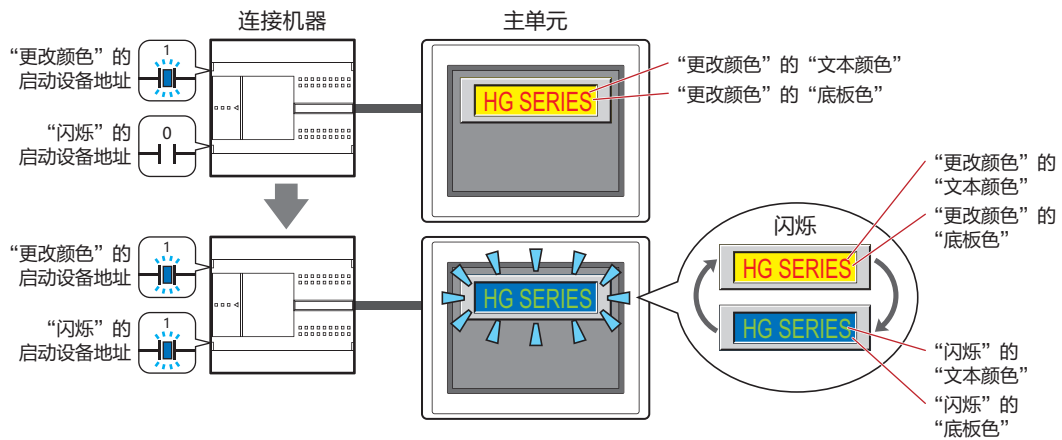 连接机器
主单元
“更改颜色”的
启动设备地址
1
“闪烁”的
启动设备地址
0
HG SERIES
“更改颜色”的“文本颜色”
“更改颜色”的“底板色”
“更改颜色”的
启动设备地址
1
“闪烁”的
启动设备地址
1
HG SERIES
闪烁
HG SERIES
HG SERIES
“更改颜色”的
“文本颜色”
“更改颜色”的
“底板色”
“闪烁”的
“文本颜色”
“闪烁”的
“底板色”